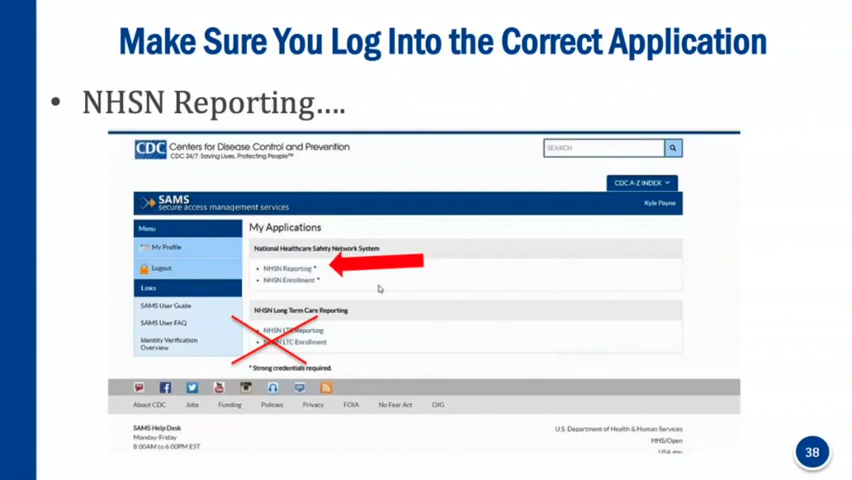 Make Sure You Log Into the Correct Application
• NHSN Reporting....
CDC Centers for Disease Control and Prevention
CDC 24/7: Saving Lives, Protecting People™
SEARCH
CDC A-Z INDEX
SAMS
secure access management services
Kyle Payne
Menu
My Profile
Logout
Links
SAMS User Guide
SAMS User FAQ
Identity Verification
Overview
My Applications
National Healthcare Safety Network System
• NHSN Reporting *
• NHSN Enrollment *
NHSN Long Term Care Reporting
NHSN LTC Reporting
LTC Enrollment
* Strong credentials required.
About CDC Jobs Funding Policies Privacy FOIA No Fear Act OIG
SAMS Help Desk
Monday-Friday
8:00AM to 6:00PM EST
U.S. Department of Health & Human Services
HHS/Open
USA.gov
38